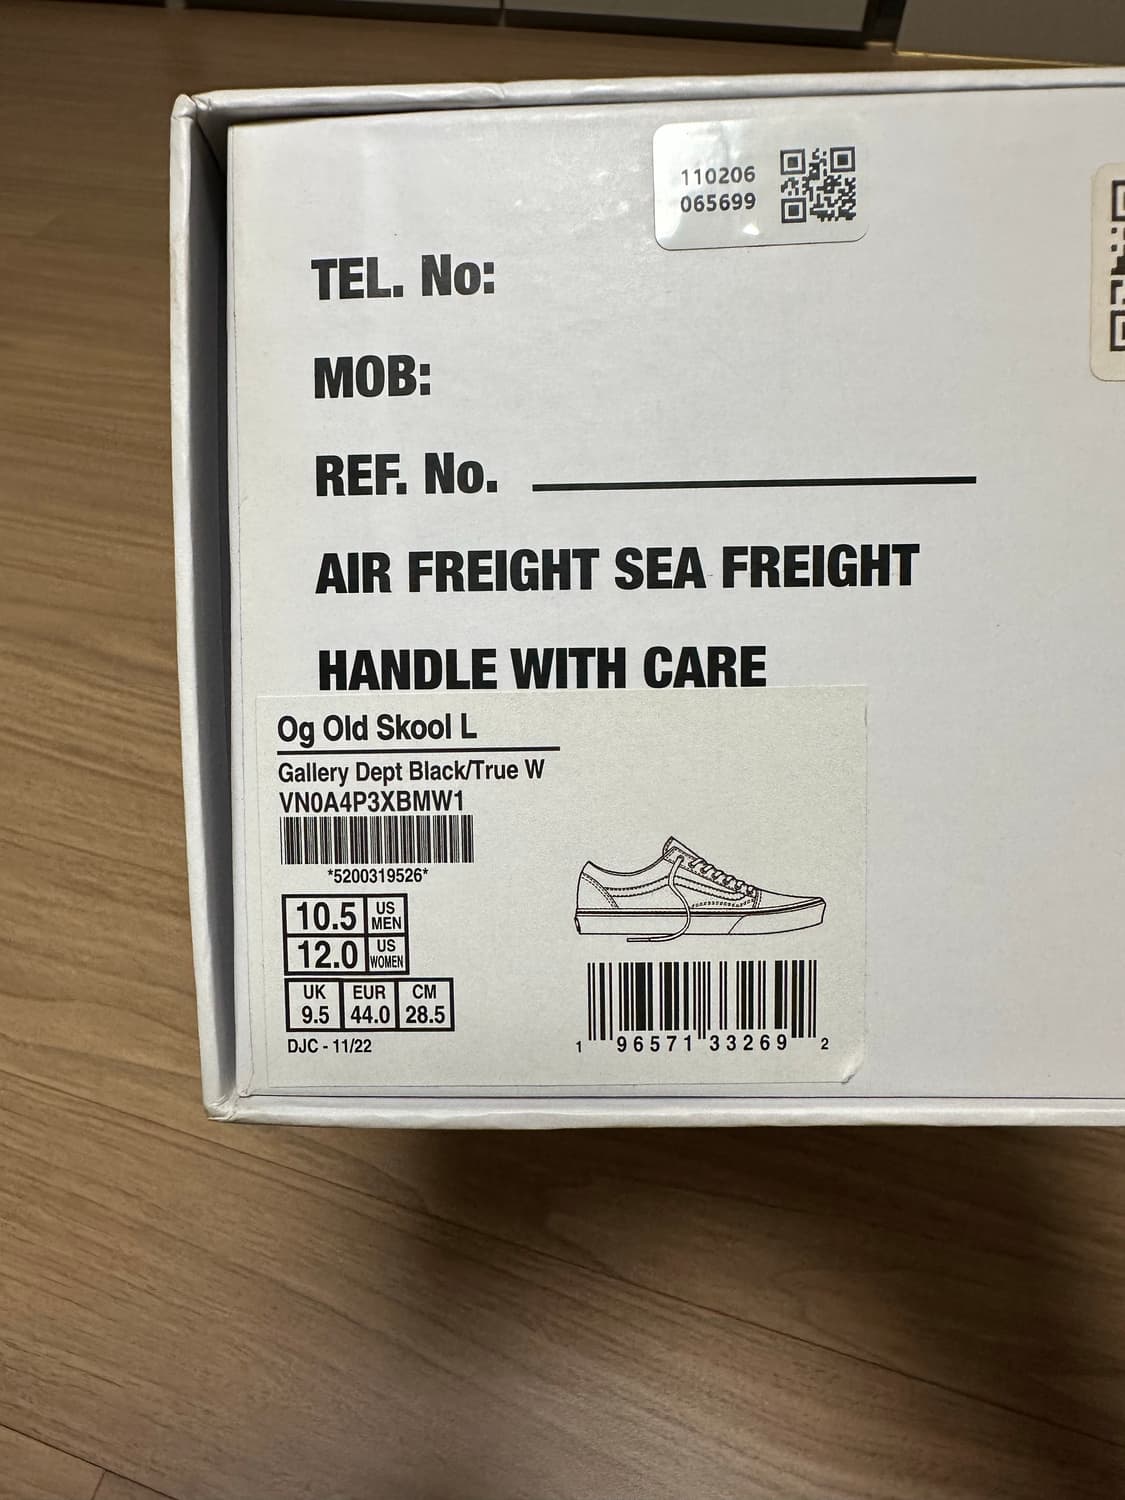 110206
065699
TEL. No:
MOB:
REF. No.
AIR FREIGHT SEA FREIGHT
HANDLE WITH CARE
Og Old Skool L
Gallery Dept Black/True W
VN0A4P3XBMW1
*5200319526*
10.5 US MEN
12.0 US WOMEN
UK EUR CM
9.5 44.0 28.5
DJC - 11/22
1 96571 33269 2